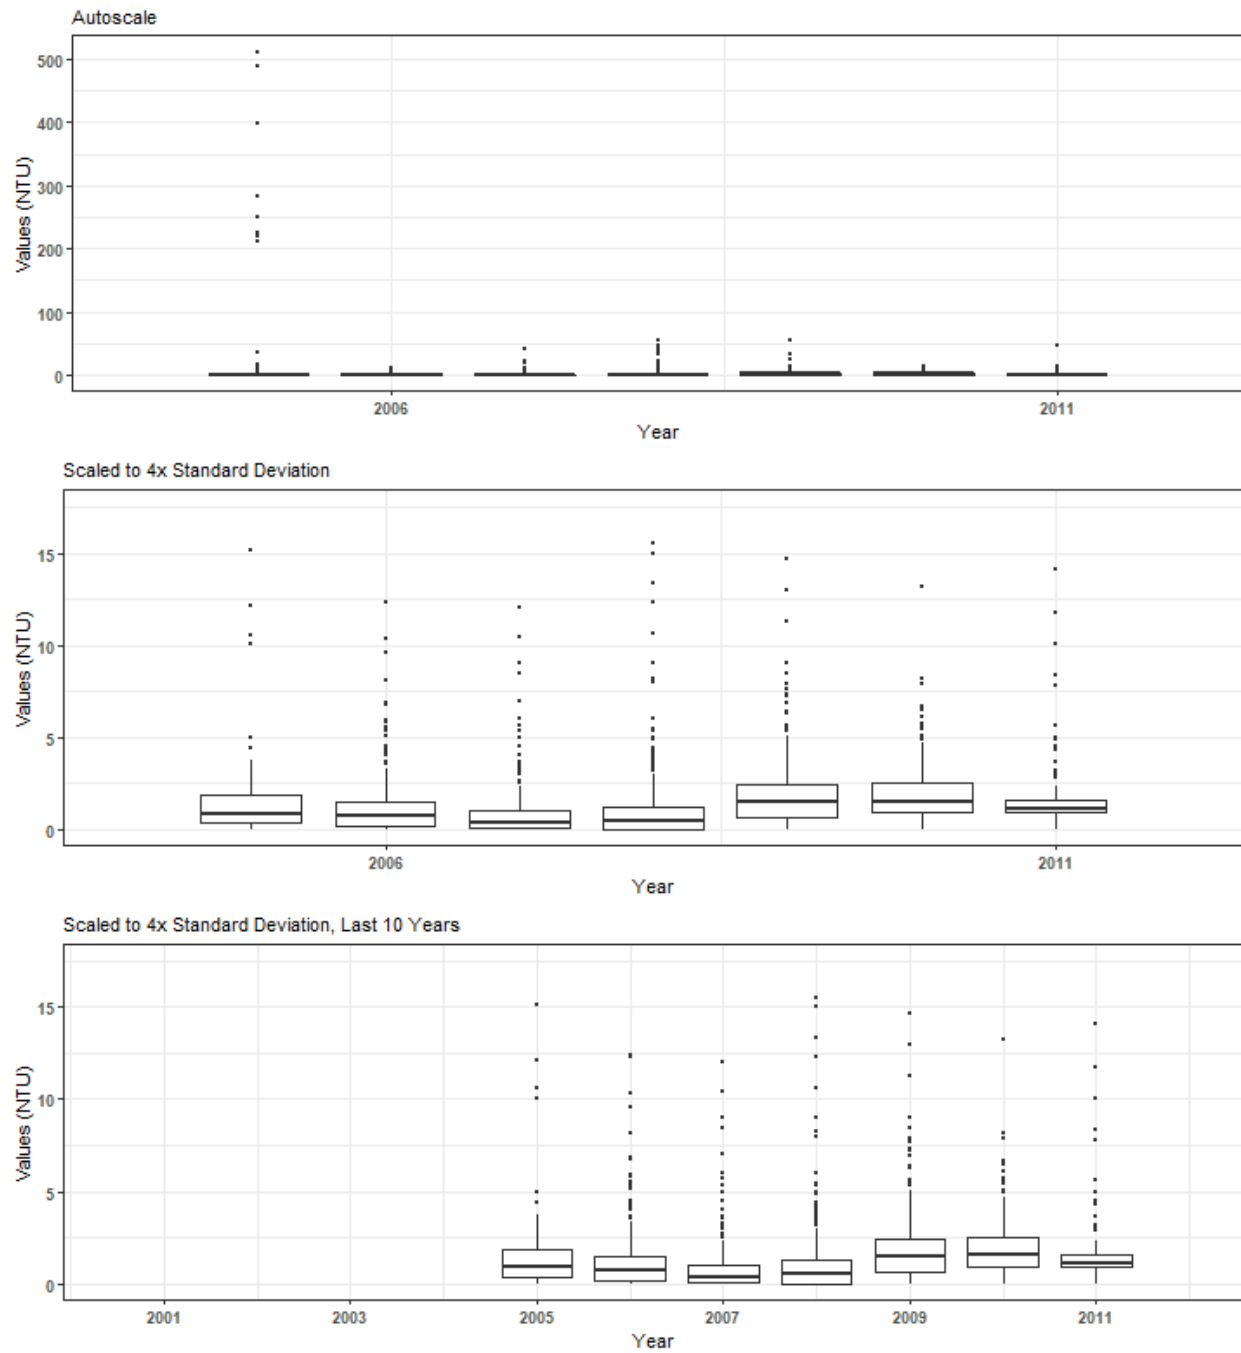 Autoscale
500
400
300
200
100
0
Values (NTU)
2006 2011
Year
Scaled to 4x Standard Deviation
15
10
5
0
Values (NTU)
2006 2011
Year
Scaled to 4x Standard Deviation, Last 10 Years
15
10
5
0
Values (NTU)
2001 2003 2005 2007 2009 2011
Year